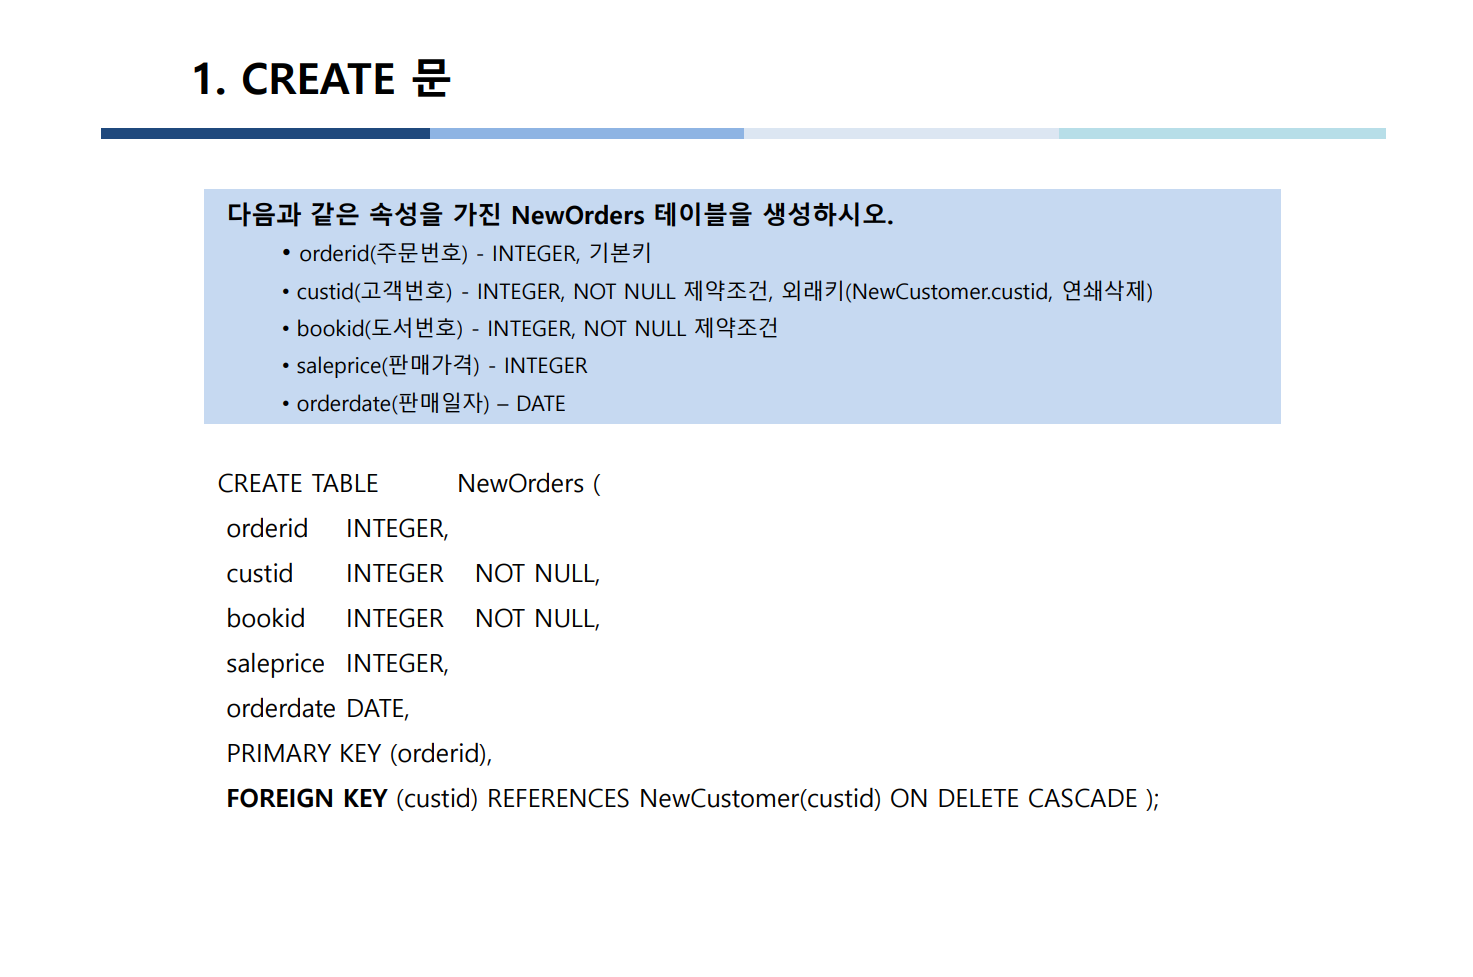 1. CREATE 문
다음과 같은 속성을 가진 NewOrders 테이블을 생성하시오.
• orderid(주문번호) - INTEGER, 기본키
• custid(고객번호) - INTEGER, NOT NULL 제약조건, 외래키(NewCustomer.custid, 연쇄삭제)
• bookid(도서번호) - INTEGER, NOT NULL 제약조건
• saleprice(판매가격) - INTEGER
• orderdate(판매일자) – DATE
CREATE TABLE NewOrders (
orderid INTEGER,
custid INTEGER NOT NULL,
bookid INTEGER NOT NULL,
saleprice INTEGER,
orderdate DATE,
PRIMARY KEY (orderid),
FOREIGN KEY (custid) REFERENCES NewCustomer(custid) ON DELETE CASCADE );